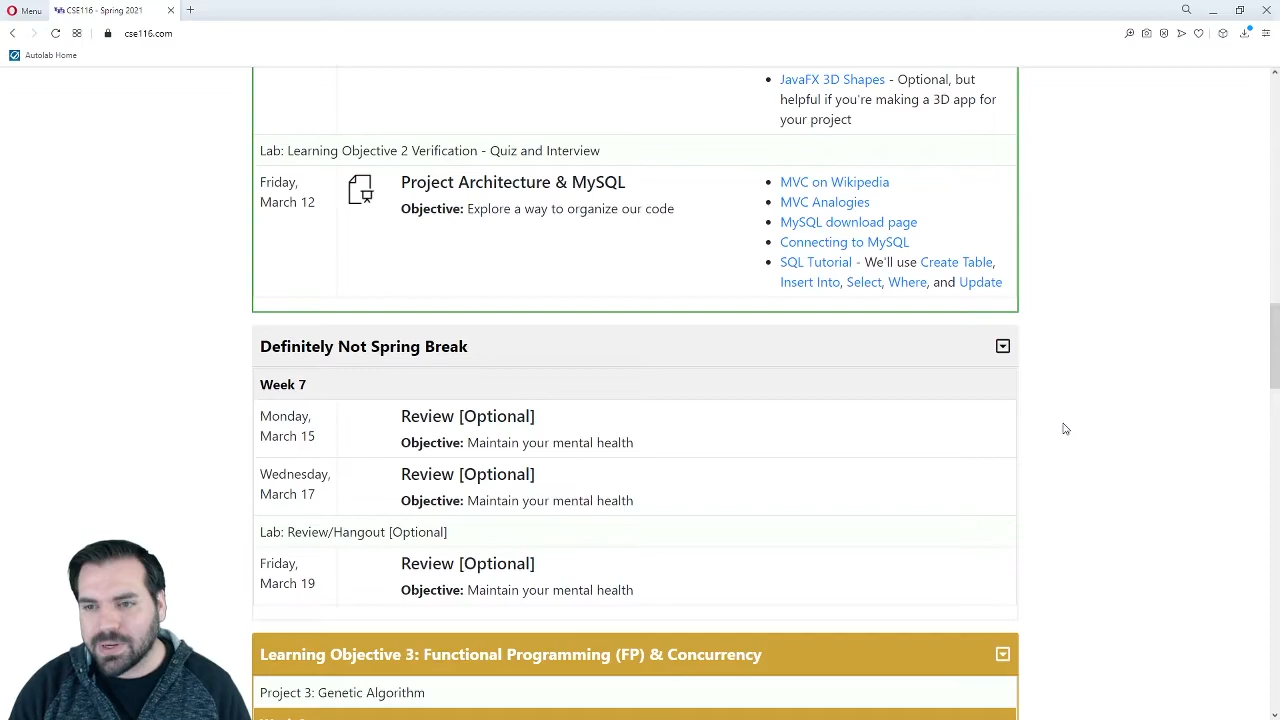 Menu
CSE116 - Spring 2021
cse116.com
Autolab Home
JavaFX 3D Shapes - Optional, but
helpful if you're making a 3D app for
your project
Lab: Learning Objective 2 Verification - Quiz and Interview
Friday,
March 12
Project Architecture & MySQL
Objective: Explore a way to organize our code
MVC on Wikipedia
MVC Analogies
MySQL download page
Connecting to MySQL
SQL Tutorial - We'll use Create Table,
Insert Into, Select, Where, and Update
Definitely Not Spring Break
Week 7
Monday,
March 15
Review [Optional]
Objective: Maintain your mental health
Wednesday,
March 17
Review [Optional]
Objective: Maintain your mental health
Lab: Review/Hangout [Optional]
Friday,
March 19
Review [Optional]
Objective: Maintain your mental health
Learning Objective 3: Functional Programming (FP) & Concurrency
Project 3: Genetic Algorithm